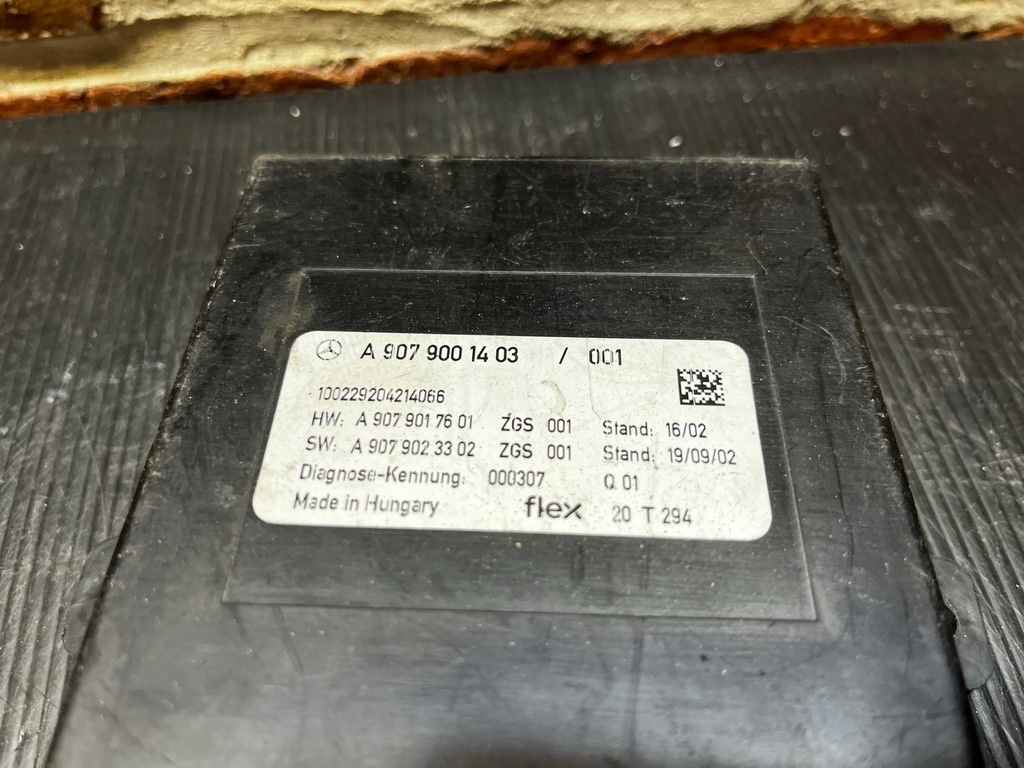 A 907 900 14 03 / 001
100229204214066
HW: A 907 901 76 01 ZGS 001 Stand: 16/02
SW: A 907 902 33 02 ZGS 001 Stand: 19/09/02
Diagnose-Kennung: 000307 Q 01
Made in Hungary flex 20 T 294